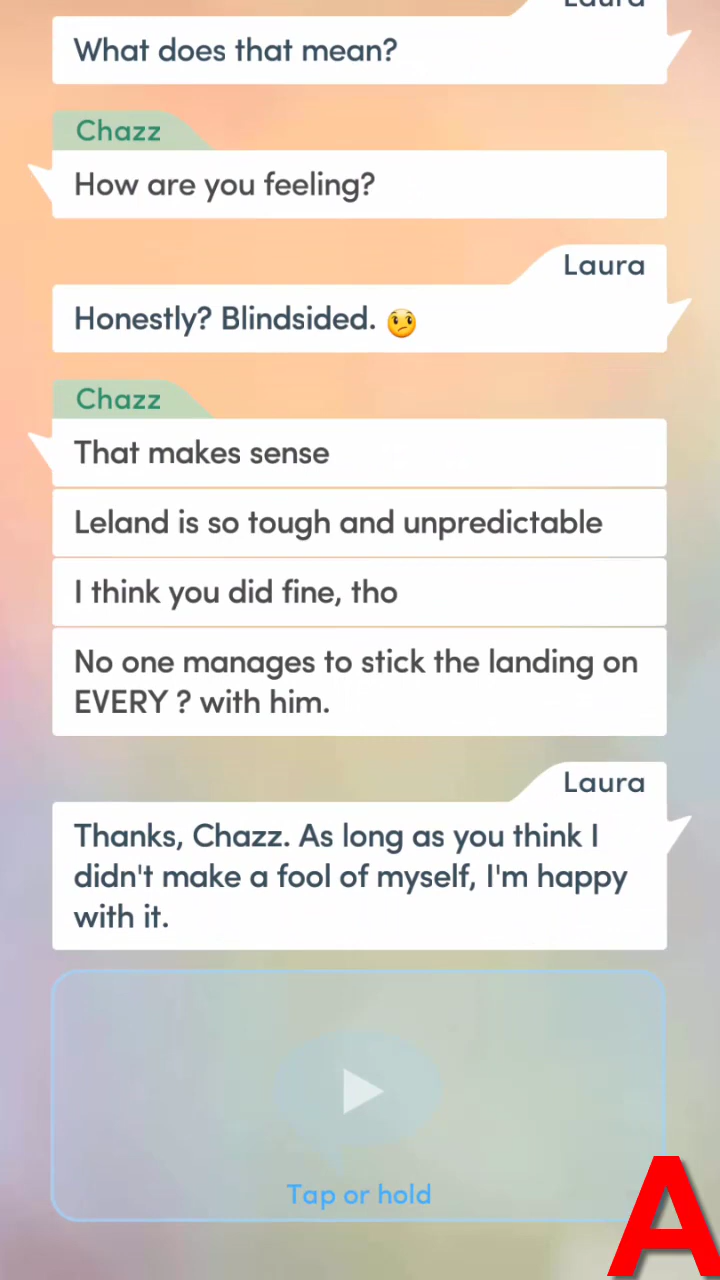 Laura
What does that mean?
Chazz
How are you feeling?
Laura
Honestly? Blindsided. 😞
Chazz
That makes sense
Leland is so tough and unpredictable
I think you did fine, tho
No one manages to stick the landing on
EVERY ? with him.
Laura
Thanks, Chazz. As long as you think I
didn't make a fool of myself, I'm happy
with it.
Tap or hold
A